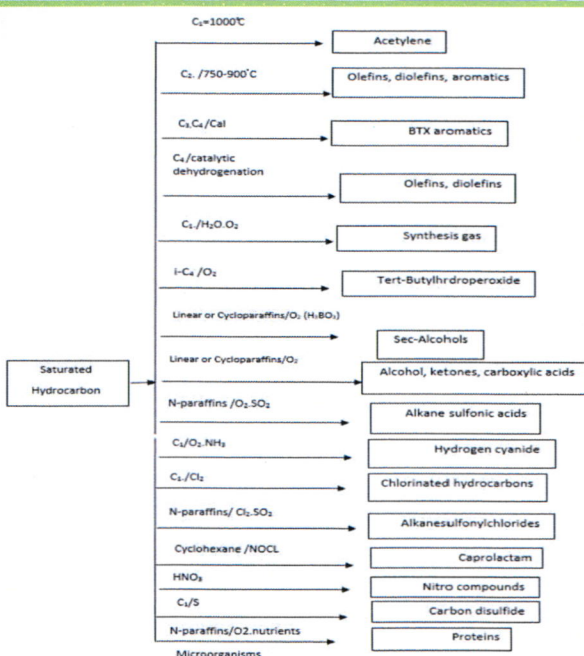 C₁=1000℃
Acetylene
C₂. /750-900°C
Olefins, diolefins, aromatics
C₃,C₄/Cal
BTX aromatics
C₄/catalytic
dehydrogenation
Olefins, diolefins
C₁./H₂O.O₂
Synthesis gas
i-C₄ /O₂
Tert-Butylhrdroperoxide
Linear or Cycloparaffins/O₂ (H₃BO₃)
Sec-Alcohols
Linear or Cycloparaffins/O₂
Alcohol, ketones, carboxylic acids
Saturated
Hydrocarbon
N-paraffins /O₂.SO₂
Alkane sulfonic acids
C₁/O₂.NH₃
Hydrogen cyanide
C₁./Cl₂
Chlorinated hydrocarbons
N-paraffins/ Cl₂.SO₂
Alkanesulfonylchlorides
Cyclohexane /NOCL
Caprolactam
HNO₃
Nitro compounds
C₁/S
Carbon disulfide
N-paraffins/O2.nutrients
Proteins
Microorganisms